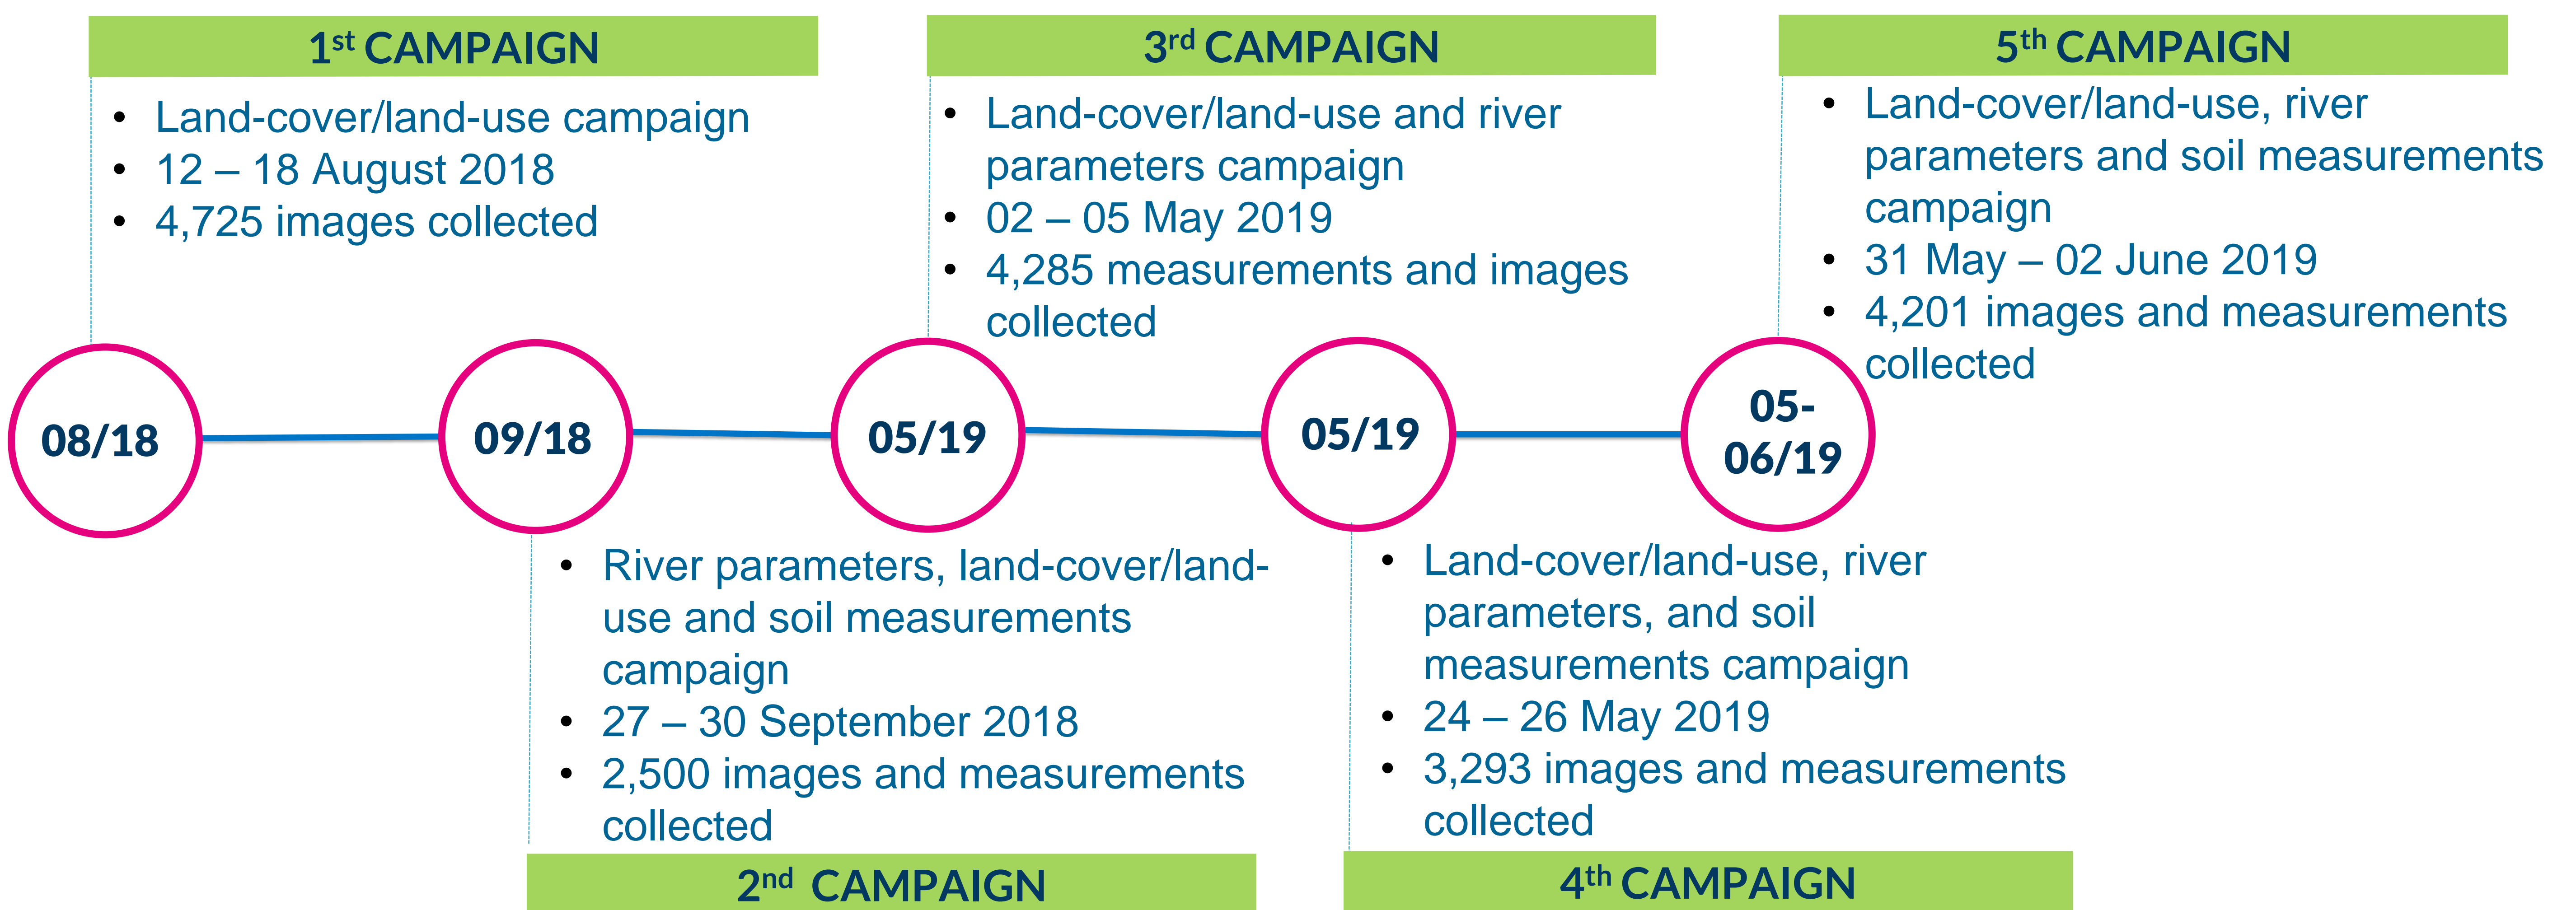 1st CAMPAIGN
• Land-cover/land-use campaign
• 12 – 18 August 2018
• 4,725 images collected
3rd CAMPAIGN
• Land-cover/land-use and river
parameters campaign
• 02 – 05 May 2019
• 4,285 measurements and images
collected
5th CAMPAIGN
• Land-cover/land-use, river
parameters and soil measurements
campaign
• 31 May – 02 June 2019
• 4,201 images and measurements
collected
08/18
09/18
05/19
05/19
05-
06/19
• River parameters, land-cover/land-
use and soil measurements
campaign
• 27 – 30 September 2018
• 2,500 images and measurements
collected
2nd CAMPAIGN
• Land-cover/land-use, river
parameters, and soil
measurements campaign
• 24 – 26 May 2019
• 3,293 images and measurements
collected
4th CAMPAIGN